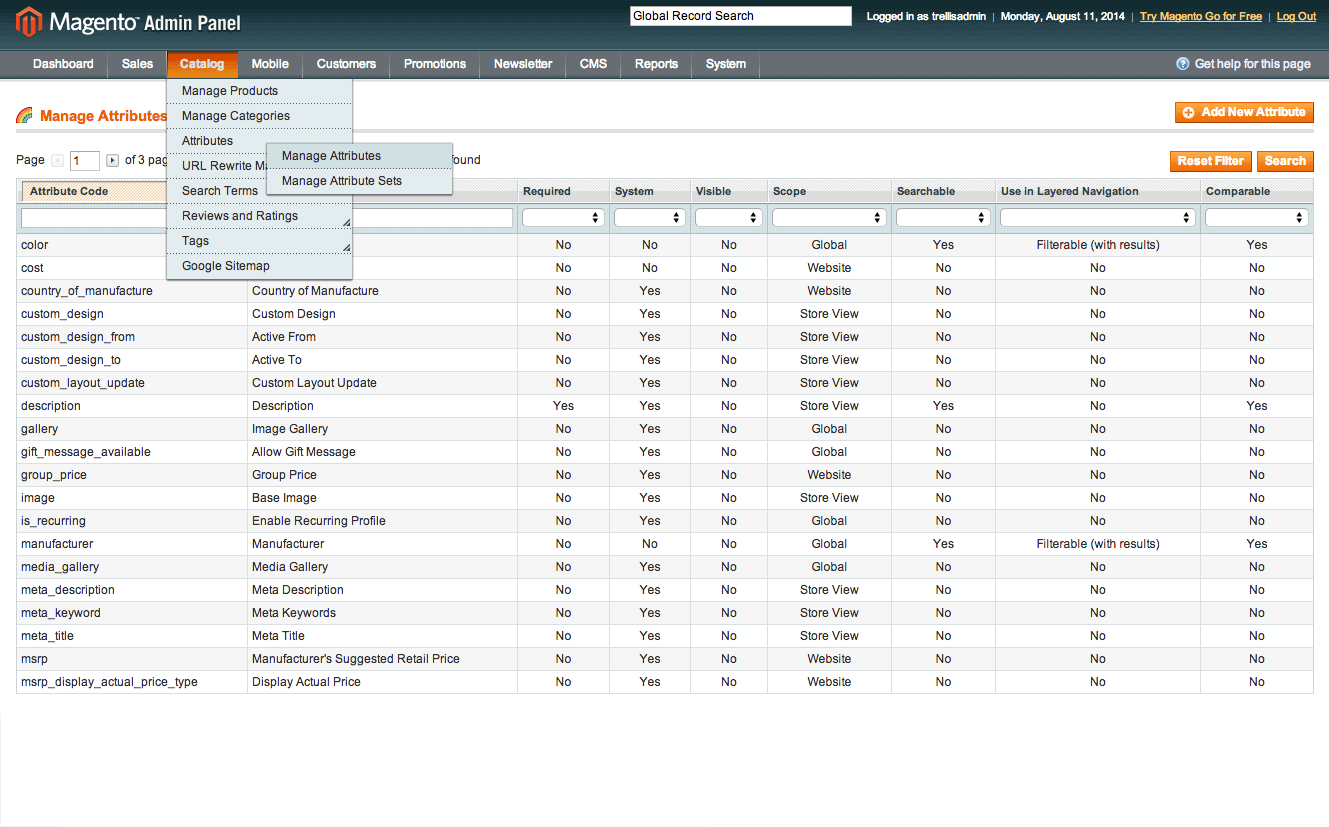 Magento Admin Panel Global Record Search Logged in as trellisadmin | Monday, August 11, 2014 | Try Magento Go for Free | Log Out
Dashboard Sales Catalog Mobile Customers Promotions Newsletter CMS Reports System Get help for this page
Manage Products
Manage Attributes Manage Categories Add New Attribute
Attributes
Page 1 of 3 Manage Attributes Reset Filter Search
URL Rewrite
Manage Attribute Sets
Attribute Code Search Terms Required System Visible Scope Searchable Use in Layered Navigation Comparable
Reviews and Ratings
Tags
color No No No Global Yes Filterable (with results) Yes
Google Sitemap
cost No No No Website No No No
country_of_manufacture Country of Manufacture No Yes No Website No No No
custom_design Custom Design No Yes No Store View No No No
custom_design_from Active From No Yes No Store View No No No
custom_design_to Active To No Yes No Store View No No No
custom_layout_update Custom Layout Update No Yes No Store View No No No
description Description Yes Yes No Store View Yes No Yes
gallery Image Gallery No Yes No Global No No No
gift_message_available Allow Gift Message No Yes No Global No No No
group_price Group Price No Yes No Website No No No
image Base Image No Yes No Store View No No No
is_recurring Enable Recurring Profile No Yes No Global No No No
manufacturer Manufacturer No No No Global Yes Filterable (with results) Yes
media_gallery Media Gallery No Yes No Global No No No
meta_description Meta Description No Yes No Store View No No No
meta_keyword Meta Keywords No Yes No Store View No No No
meta_title Meta Title No Yes No Store View No No No
msrp Manufacturer's Suggested Retail Price No Yes No Website No No No
msrp_display_actual_price_type Display Actual Price No Yes No Website No No No